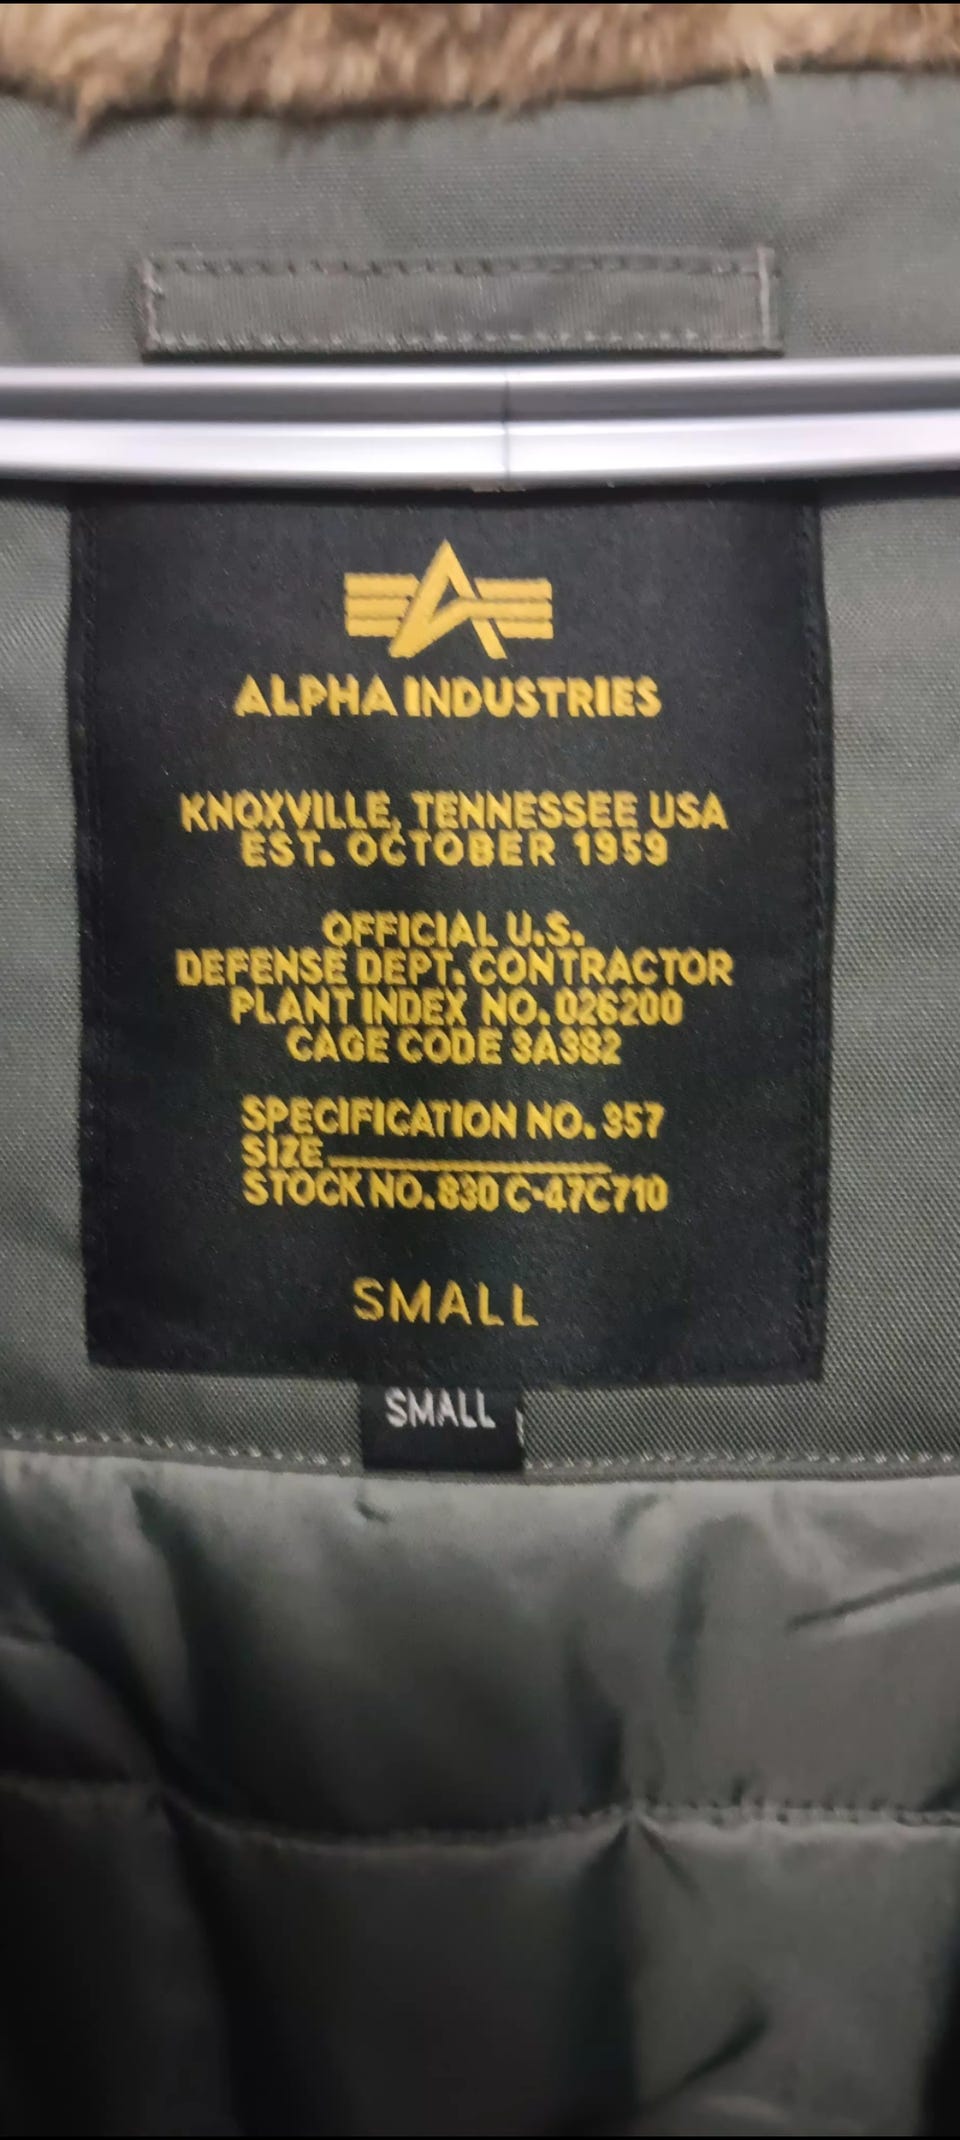 ALPHA INDUSTRIES
KNOXVILLE, TENNESSEE USA
EST. OCTOBER 1959
OFFICIAL U.S.
DEFENSE DEPT. CONTRACTOR
PLANT INDEX NO. 026200
CAGE CODE 3A382
SPECIFICATION NO. 357
SIZE
STOCK NO. 830 C-47C710
SMALL
SMALL